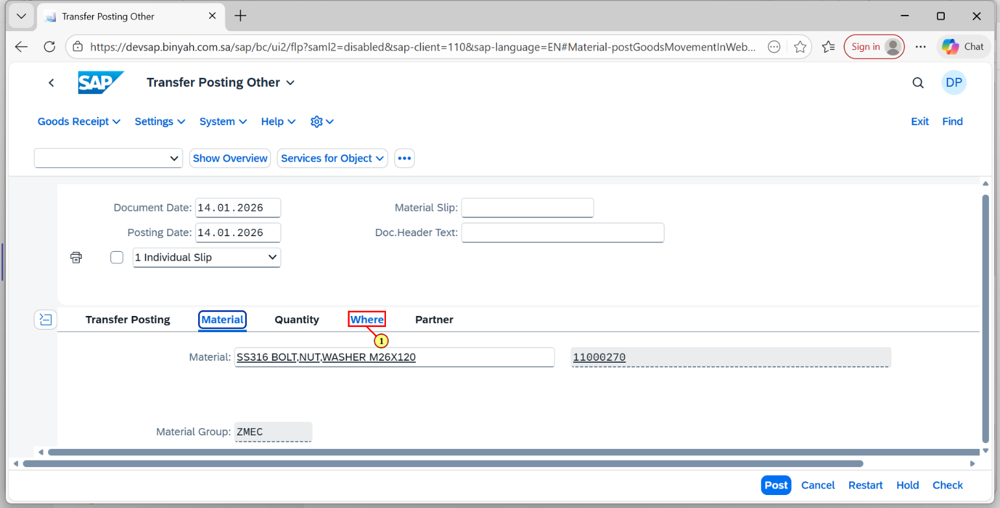 Transfer Posting Other
https://devsap.binyah.com.sa/sap/bc/ui2/flp?saml2=disabled&sap-client=110&sap-language=EN#Material-postGoodsMovementInWeb...
Sign in
Chat
SAP
Transfer Posting Other
DP
Goods Receipt
Settings
System
Help
Exit
Find
Show Overview
Services for Object
Document Date: 14.01.2026
Material Slip:
Posting Date: 14.01.2026
Doc.Header Text:
1 Individual Slip
Transfer Posting
Material
Quantity
Where
Partner
1
Material: SS316 BOLT,NUT,WASHER M26X120
11000270
Material Group: ZMEC
Post
Cancel
Restart
Hold
Check